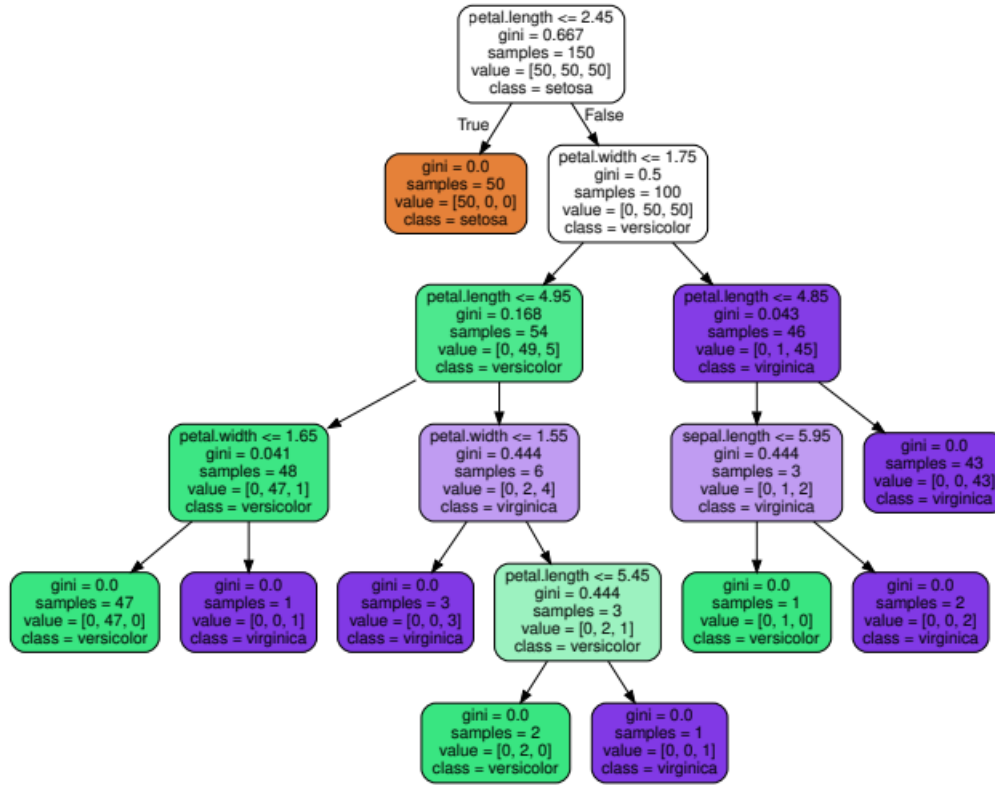 petal.length <= 2.45
gini = 0.667
samples = 150
value = [50, 50, 50]
class = setosa
True
False
gini = 0.0
samples = 50
value = [50, 0, 0]
class = setosa
petal.width <= 1.75
gini = 0.5
samples = 100
value = [0, 50, 50]
class = versicolor
petal.length <= 4.95
gini = 0.168
samples = 54
value = [0, 49, 5]
class = versicolor
petal.length <= 4.85
gini = 0.043
samples = 46
value = [0, 1, 45]
class = virginica
petal.width <= 1.65
gini = 0.041
samples = 48
value = [0, 47, 1]
class = versicolor
petal.width <= 1.55
gini = 0.444
samples = 6
value = [0, 2, 4]
class = virginica
sepal.length <= 5.95
gini = 0.444
samples = 3
value = [0, 1, 2]
class = virginica
gini = 0.0
samples = 43
value = [0, 0, 43]
class = virginica
gini = 0.0
samples = 47
value = [0, 47, 0]
class = versicolor
gini = 0.0
samples = 1
value = [0, 0, 1]
class = virginica
gini = 0.0
samples = 3
value = [0, 0, 3]
class = virginica
petal.length <= 5.45
gini = 0.444
samples = 3
value = [0, 2, 1]
class = versicolor
gini = 0.0
samples = 1
value = [0, 1, 0]
class = versicolor
gini = 0.0
samples = 2
value = [0, 0, 2]
class = virginica
gini = 0.0
samples = 2
value = [0, 2, 0]
class = versicolor
gini = 0.0
samples = 1
value = [0, 0, 1]
class = virginica